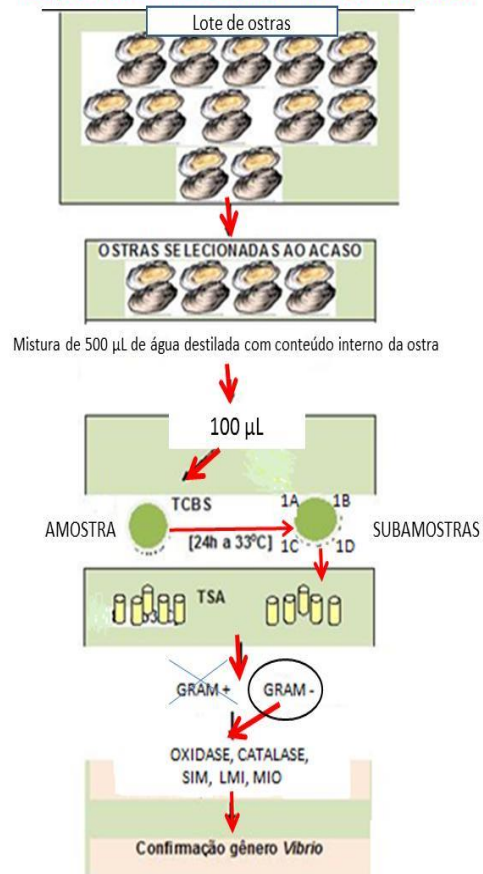 Lote de ostras
OSTRAS SELECIONADAS AO ACASO
Mistura de 500 µL de água destilada com conteúdo interno da ostra
100 µL
TCBS
1A
1B
AMOSTRA
SUBAMOSTRAS
[24h a 33⁰C]
1C
1D
TSA
GRAM +
GRAM -
OXIDASE, CATALASE,
SIM, LMI, MIO
Confirmação gênero Vibrio